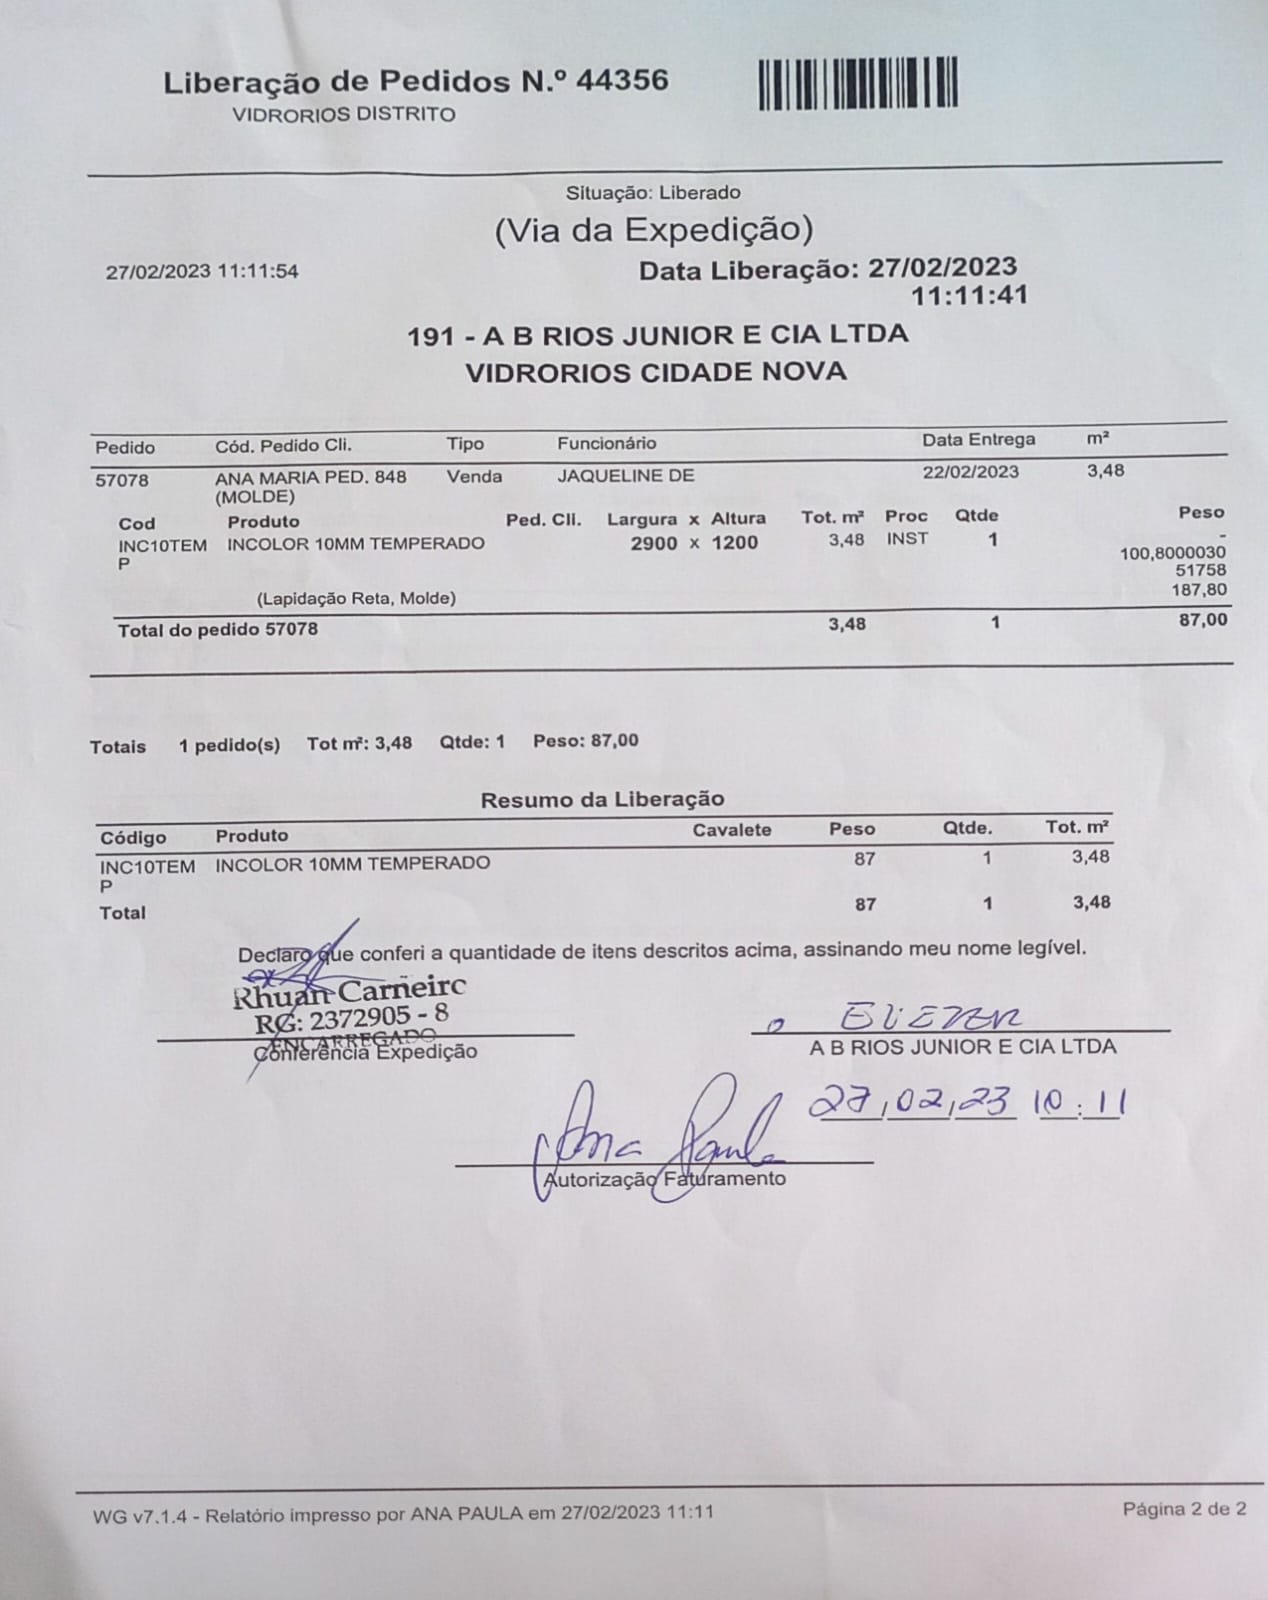 Liberação de Pedidos N.º 44356
VIDRORIOS DISTRITO
Situação: Liberado
(Via da Expedição)
27/02/2023 11:11:54
Data Liberação: 27/02/2023
11:11:41
191 - A B RIOS JUNIOR E CIA LTDA
VIDRORIOS CIDADE NOVA
Pedido Cód. Pedido Cli. Tipo Funcionário Data Entrega m²
57078 ANA MARIA PED. 848 Venda JAQUELINE DE 22/02/2023 3,48
(MOLDE)
Cod Produto Ped. Cli. Largura x Altura Tot. m² Proc Qtde Peso
INC10TEM INCOLOR 10MM TEMPERADO 2900 x 1200 3,48 INST 1 -
P 100,8000030
51758
(Lapidação Reta, Molde) 187,80
Total do pedido 57078 3,48 1 87,00
Totais 1 pedido(s) Tot m²: 3,48 Qtde: 1 Peso: 87,00
Resumo da Liberação
Código Produto Cavalete Peso Qtde. Tot. m²
INC10TEM INCOLOR 10MM TEMPERADO 87 1 3,48
P
Total 87 1 3,48
Declaro que conferi a quantidade de itens descritos acima, assinando meu nome legível.
Rhuan Carneiro
RG: 2372905 - 8
ENCARREGADO
Conferência Expedição
ELIEZER
A B RIOS JUNIOR E CIA LTDA
27,02,23 10:11
Ana Paula
Autorização Faturamento
WG v7.1.4 - Relatório impresso por ANA PAULA em 27/02/2023 11:11
Página 2 de 2